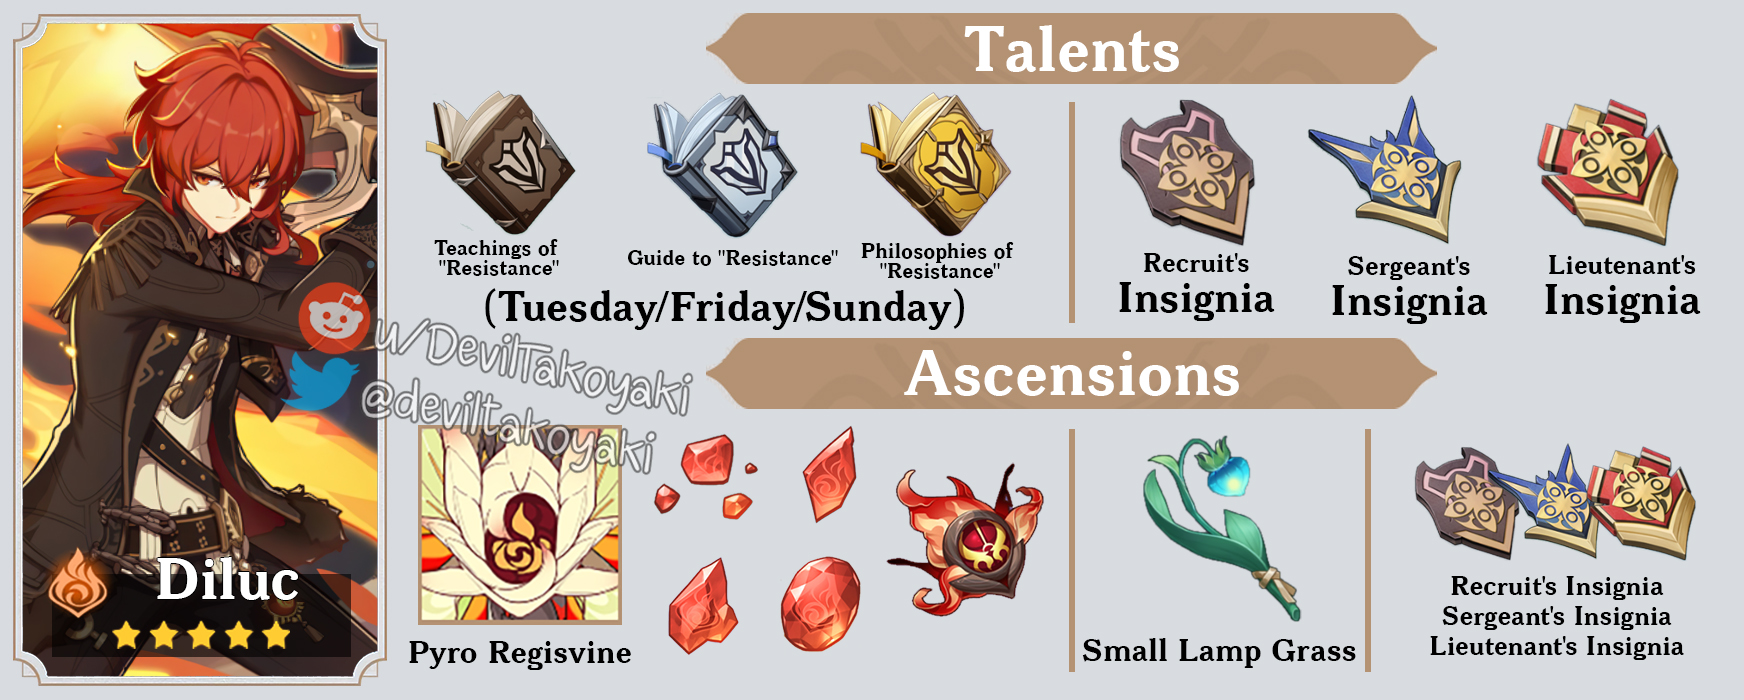 Talents
Teachings of
"Resistance"
Guide to "Resistance"
Philosophies of
"Resistance"
(Tuesday/Friday/Sunday)
Recruit's
Insignia
Sergeant's
Insignia
Lieutenant's
Insignia
u/DevilTakoyaki
@deviltakoyaki
Ascensions
Diluc
Pyro Regisvine
Small Lamp Grass
Recruit's Insignia
Sergeant's Insignia
Lieutenant's Insignia